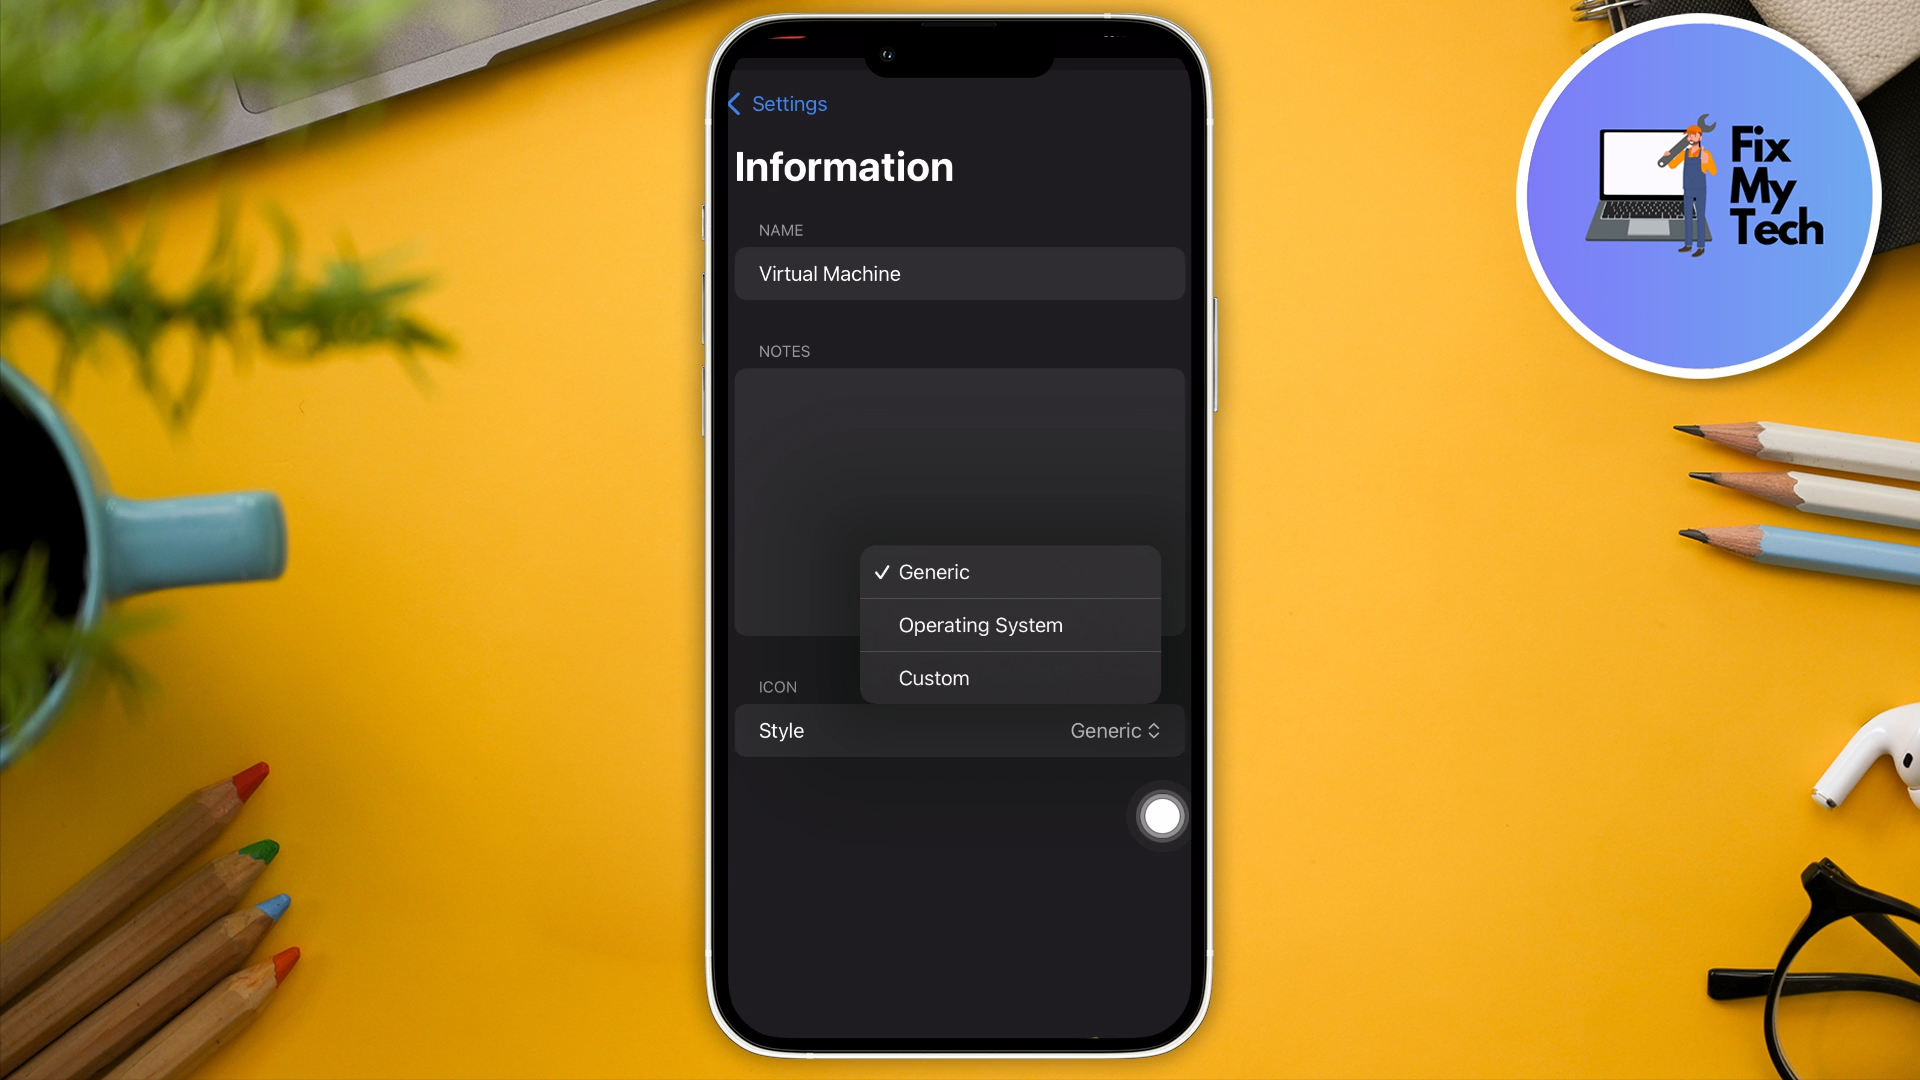 Settings
Information
NAME
Virtual Machine
NOTES
Generic
Operating System
Custom
ICON
Style
Generic
Fix
My
Tech